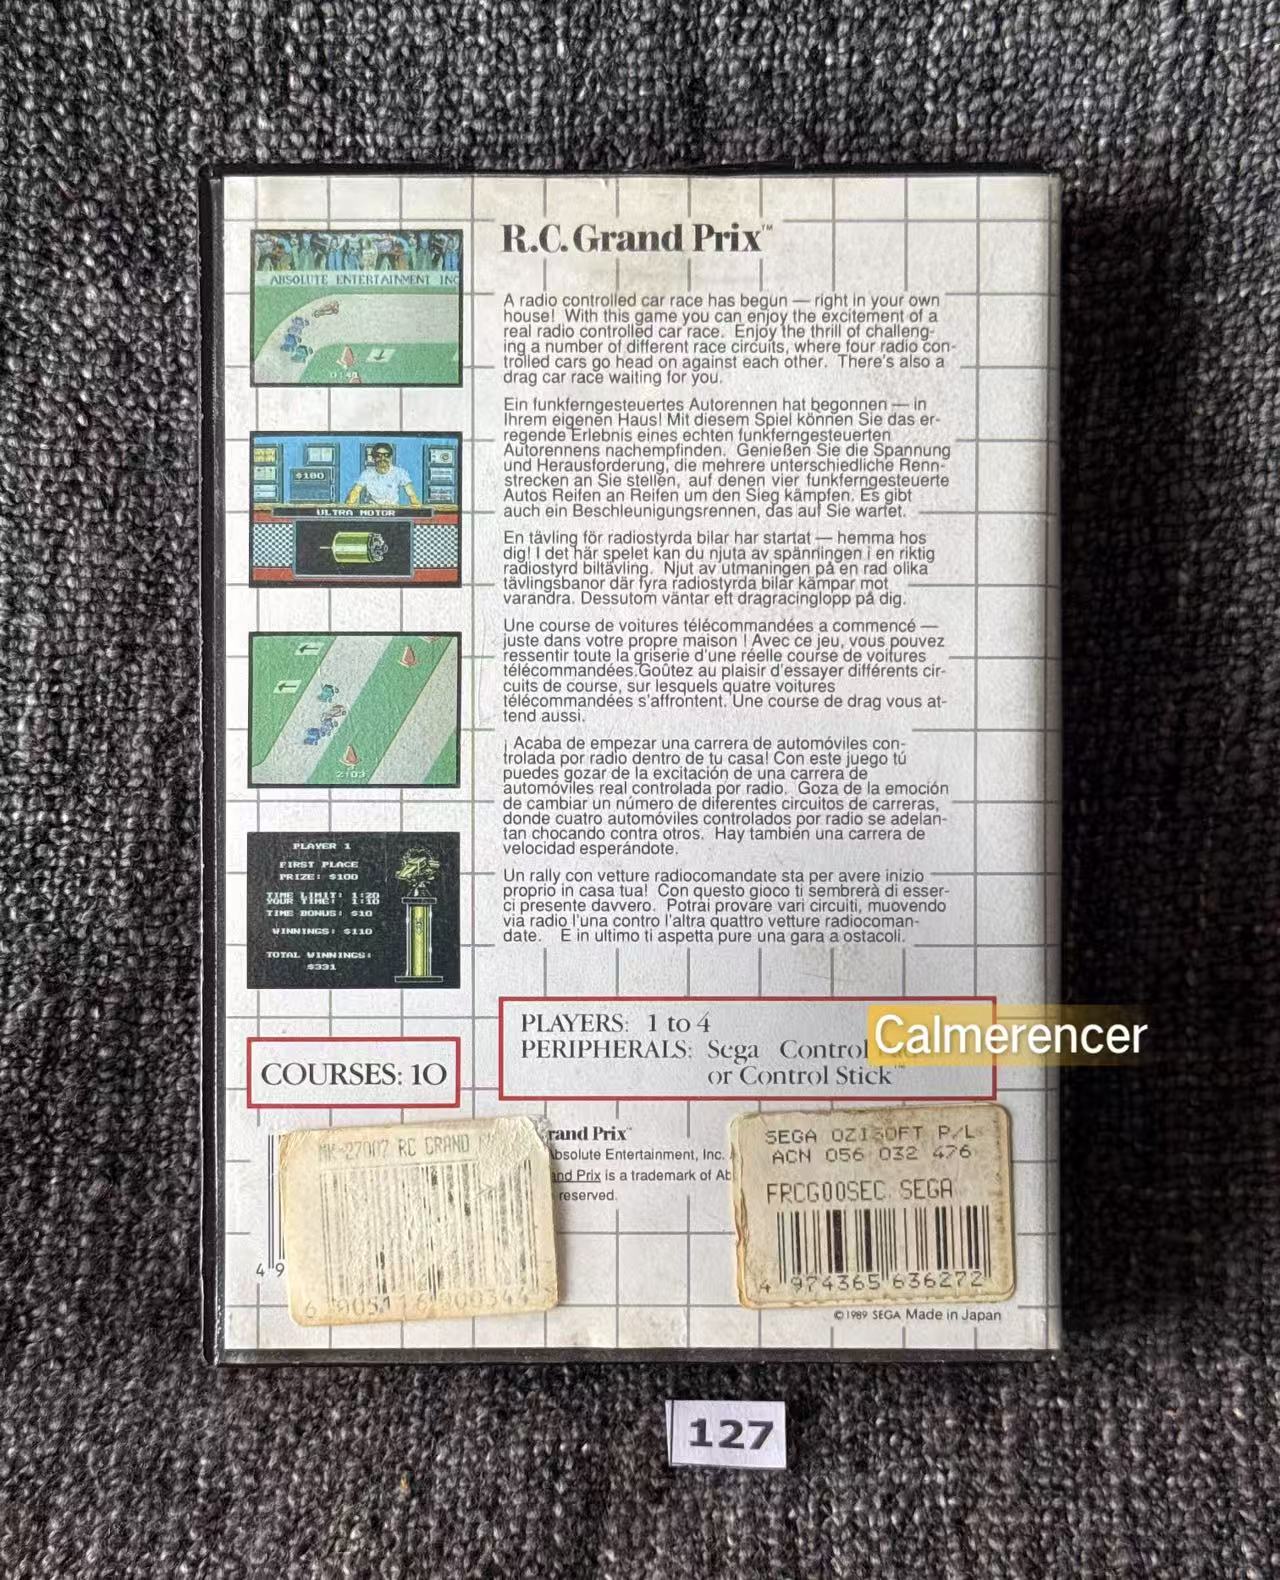 R.C. Grand Prix™
A radio controlled car race has begun — right in your own
house! With this game you can enjoy the excitement of a
real radio controlled car race. Enjoy the thrill of challeng-
ing a number of different race circuits, where four radio con-
trolled cars go head on against each other. There's also a
drag car race waiting for you.
Ein funkferngesteuertes Autorennen hat begonnen — in
Ihrem eigenen Haus! Mit diesem Spiel können Sie das er-
regende Erlebnis eines echten funkferngesteuerten
Autorennens nachempfinden. Genießen Sie die Spannung
und Herausforderung, die mehrere unterschiedliche Renn-
strecken an Sie stellen, auf denen vier funkferngesteuerte
Autos Reifen an Reifen um den Sieg kämpfen. Es gibt
auch ein Beschleunigungsrennen, das auf Sie wartet.
En tävling för radiostyrda bilar har startat — hemma hos
dig! I det här spelet kan du njuta av spänningen i en riktig
radiostyrd biltävling. Njut av utmaningen på en rad olika
tävlingsbanor där fyra radiostyrda bilar kämpar mot
varandra. Dessutom väntar ett dragracinglopp på dig.
Une course de voitures télécommandées a commencé —
juste dans votre propre maison ! Avec ce jeu, vous pouvez
ressentir toute la griserie d'une réelle course de voitures
télécommandées.Goûtez au plaisir d'essayer différents cir-
cuits de course, sur lesquels quatre voitures
télécommandées s'affrontent. Une course de drag vous at-
tend aussi.
¡ Acaba de empezar una carrera de automóviles con-
trolada por radio dentro de tu casa! Con este juego tú
puedes gozar de la excitación de una carrera de
automóviles real controlada por radio. Goza de la emoción
de cambiar un número de diferentes circuitos de carreras,
donde cuatro automóviles controlados por radio se adelan-
tan chocando contra otros. Hay también una carrera de
velocidad esperándote.
Un rally con vetture radiocomandate sta per avere inizio
proprio in casa tua! Con questo gioco ti sembrerà di esser-
ci presente davvero. Potrai provare vari circuiti, muovendo
via radio l'una contro l'altra quattro vetture radiocoman-
date. E in ultimo ti aspetta pure una gara a ostacoli.
ABSOLUTE ENTERTAINMENT INC
0:41
$180
ULTRA MOTOR
2:03
PLAYER 1
FIRST PLACE
PRIZE: $100
TIME LIMIT: 1:20
YOUR TIME: 1:10
TIME BONUS: $10
WINNINGS: $110
TOTAL WINNINGS:
$331
COURSES: 10
PLAYERS: 1 to 4
PERIPHERALS: Sega Control
or Control Stick™
Calmerencer
rand Prix™
Absolute Entertainment, Inc.
and Prix is a trademark of Ab
reserved.
MK-27007 RC GRAND
49
6 90511 6 900344
SEGA OZISOFT P/L
ACN 056 032 476
FRCG00SEC SEGA
4 974365 636272
©1989 SEGA Made in Japan
127